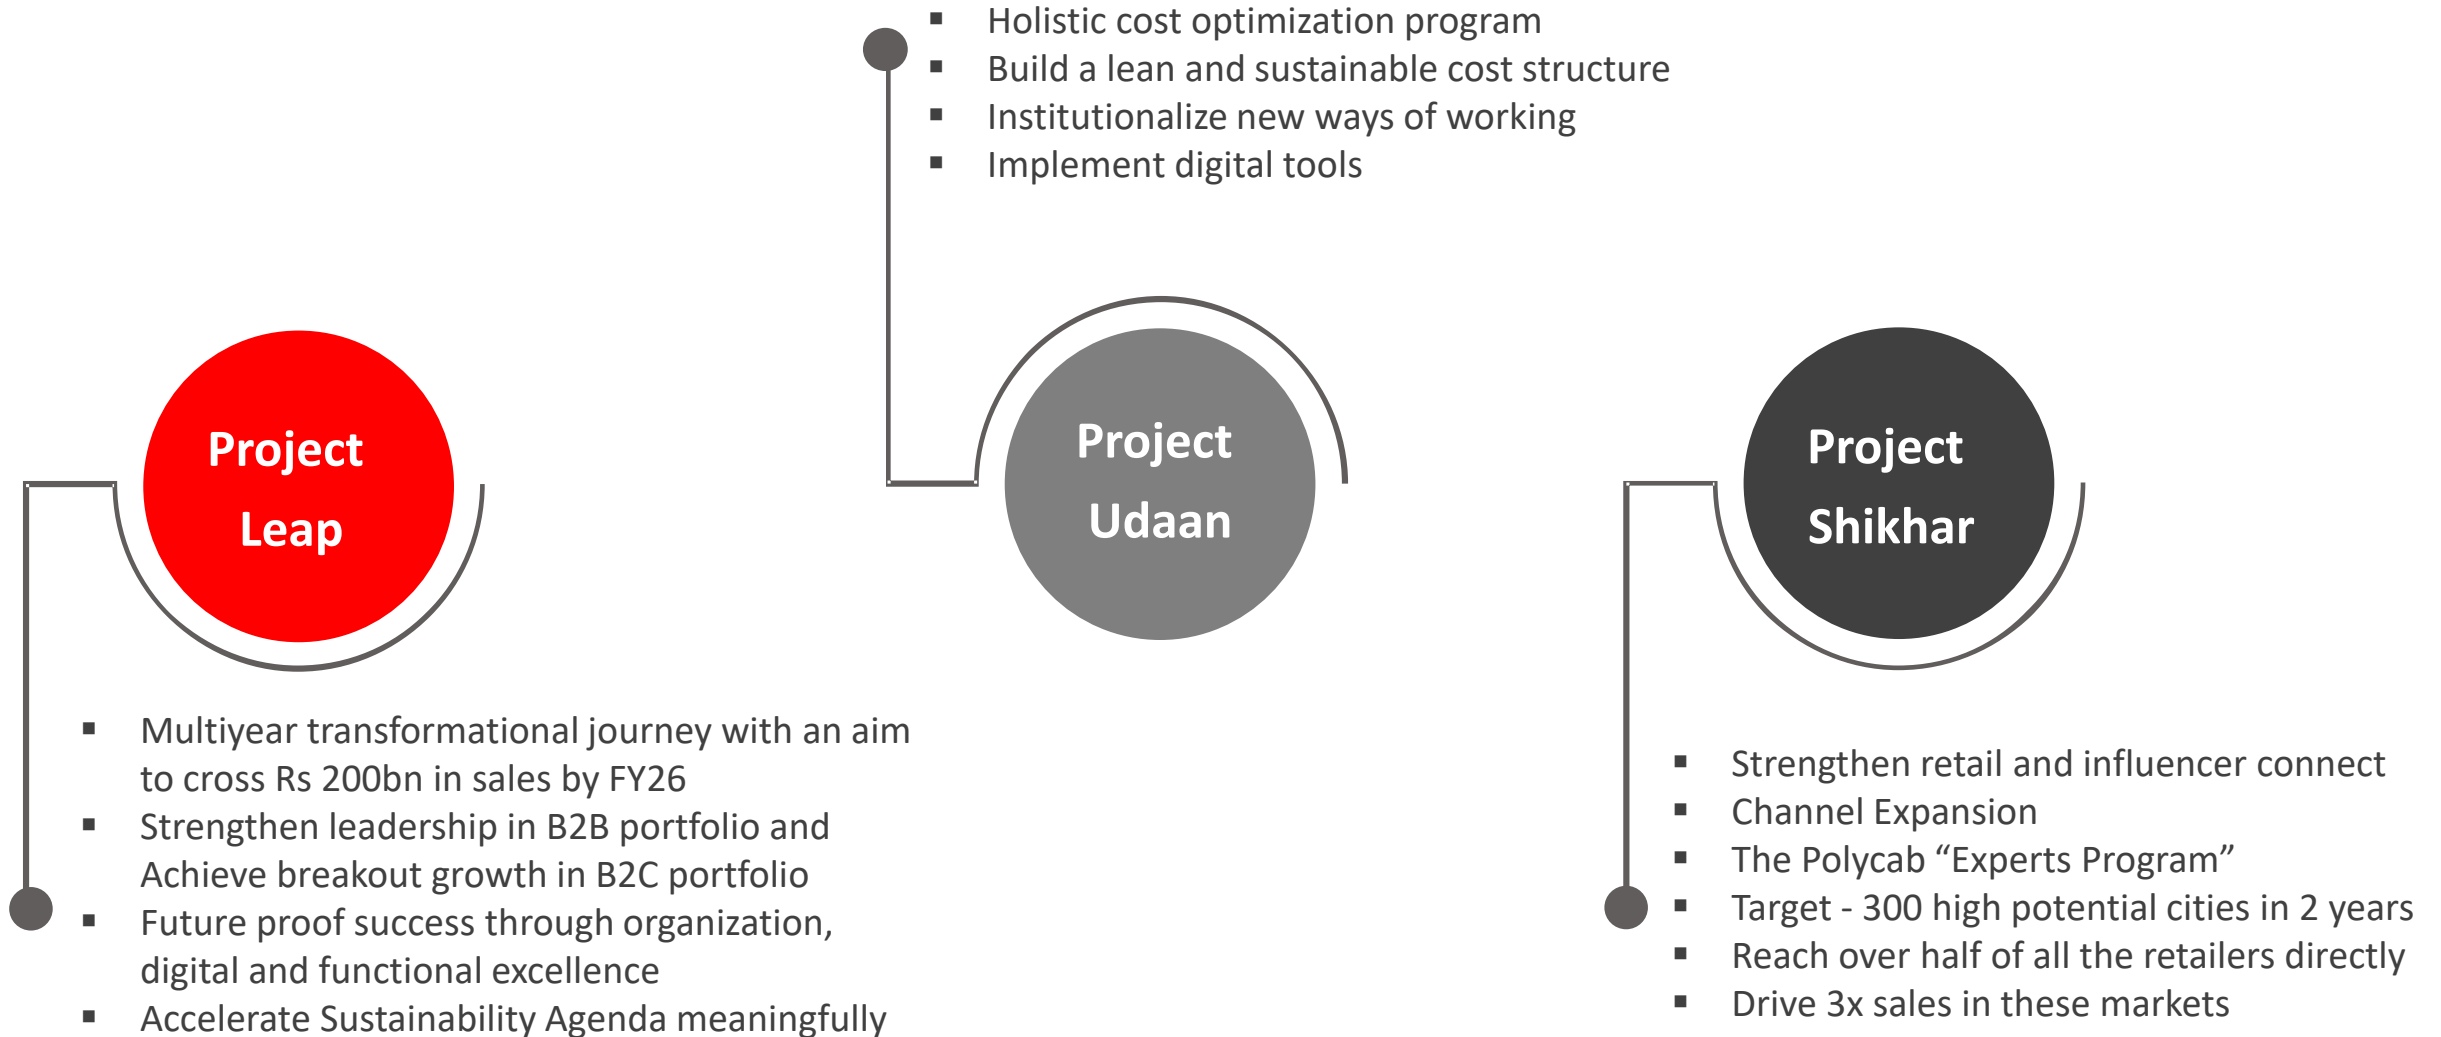 ▪ Holistic cost optimization program
▪ Build a lean and sustainable cost structure
▪ Institutionalize new ways of working
▪ Implement digital tools
Project
Leap
Project
Udaan
Project
Shikhar
▪ Multiyear transformational journey with an aim
to cross Rs 200bn in sales by FY26
▪ Strengthen leadership in B2B portfolio and
Achieve breakout growth in B2C portfolio
▪ Future proof success through organization,
digital and functional excellence
▪ Accelerate Sustainability Agenda meaningfully
▪ Strengthen retail and influencer connect
▪ Channel Expansion
▪ The Polycab “Experts Program”
▪ Target - 300 high potential cities in 2 years
▪ Reach over half of all the retailers directly
▪ Drive 3x sales in these markets